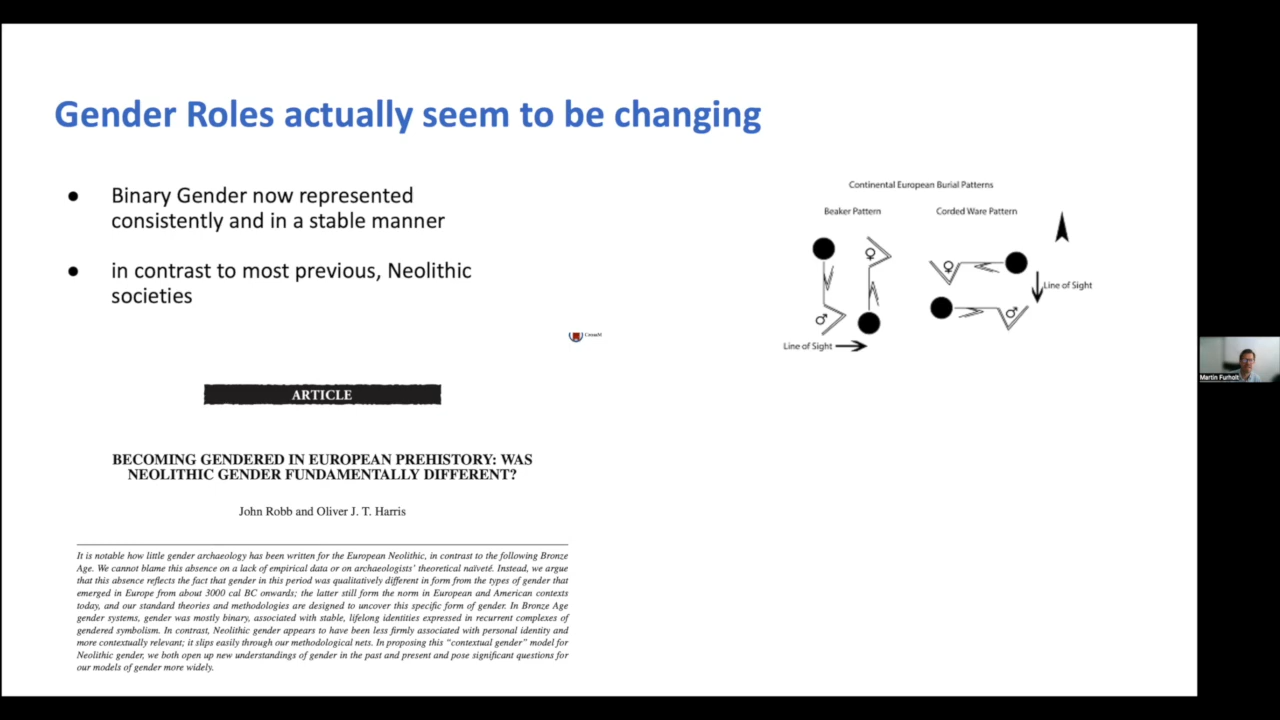 Gender Roles actually seem to be changing
● Binary Gender now represented
consistently and in a stable manner
● in contrast to most previous, Neolithic
societies
Continental European Burial Patterns
Beaker Pattern
Corded Ware Pattern
♀
♂
Line of Sight
♀
♂
Line of Sight
CrossM
ARTICLE
BECOMING GENDERED IN EUROPEAN PREHISTORY: WAS
NEOLITHIC GENDER FUNDAMENTALLY DIFFERENT?
John Robb and Oliver J. T. Harris
It is notable how little gender archaeology has been written for the European Neolithic, in contrast to the following Bronze
Age. We cannot blame this absence on a lack of empirical data or on archaeologists' theoretical naïveté. Instead, we argue
that this absence reflects the fact that gender in this period was qualitatively different in form from the types of gender that
emerged in Europe from about 3000 cal BC onwards; the latter still form the norm in European and American contexts
today, and our standard theories and methodologies are designed to uncover this specific form of gender. In Bronze Age
gender systems, gender was mostly binary, associated with stable, lifelong identities expressed in recurrent complexes of
gendered symbolism. In contrast, Neolithic gender appears to have been less firmly associated with personal identity and
more contextually relevant; it slips easily through our methodological nets. In proposing this “contextual gender” model for
Neolithic gender, we both open up new understandings of gender in the past and present and pose significant questions for
our models of gender more widely.
Martin Furholt